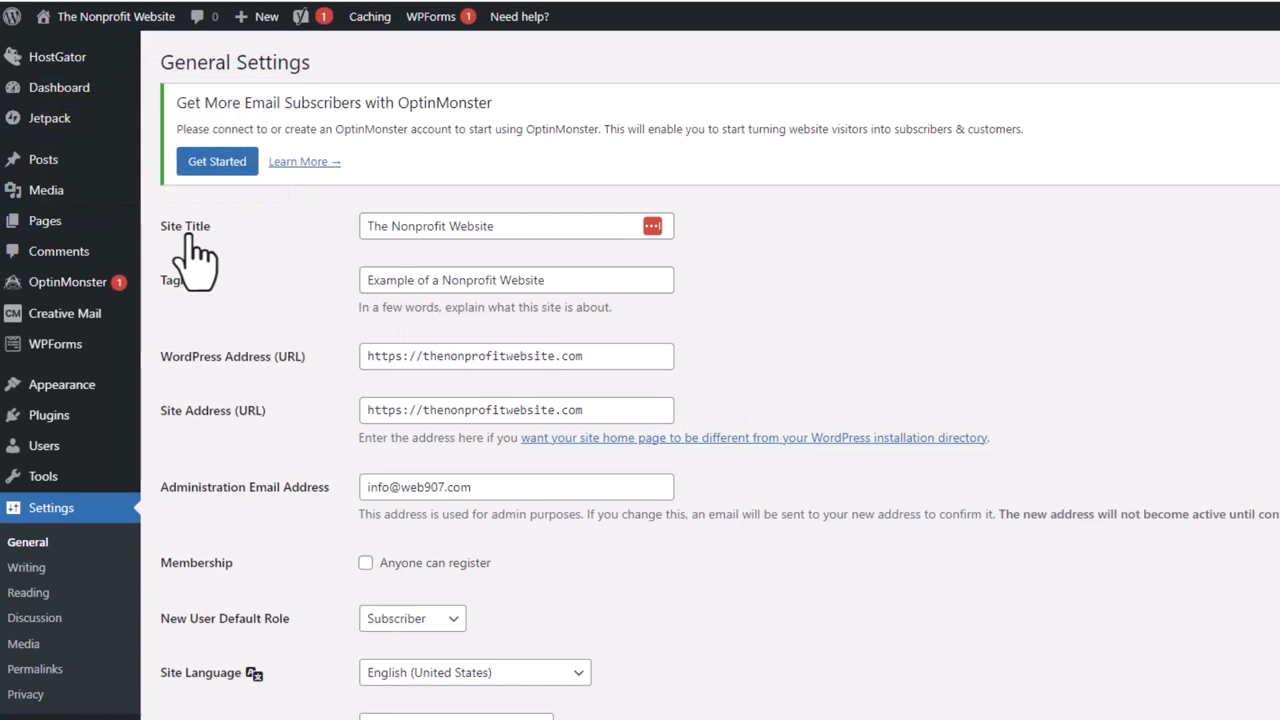 The Nonprofit Website 0 New 1 Caching WPForms 1 Need help?
HostGator
Dashboard
Jetpack
Posts
Media
Pages
Comments
OptinMonster 1
CM Creative Mail
WPForms
Appearance
Plugins
Users
Tools
Settings
General
Writing
Reading
Discussion
Media
Permalinks
Privacy
General Settings
Get More Email Subscribers with OptinMonster
Please connect to or create an OptinMonster account to start using OptinMonster. This will enable you to start turning website visitors into subscribers & customers.
Get Started Learn More →
Site Title The Nonprofit Website
Example of a Nonprofit Website
In a few words, explain what this site is about.
WordPress Address (URL) https://thenonprofitwebsite.com
Site Address (URL) https://thenonprofitwebsite.com
Enter the address here if you want your site home page to be different from your WordPress installation directory.
Administration Email Address info@web907.com
This address is used for admin purposes. If you change this, an email will be sent to your new address to confirm it. The new address will not become active until con
Membership Anyone can register
New User Default Role Subscriber
Site Language English (United States)